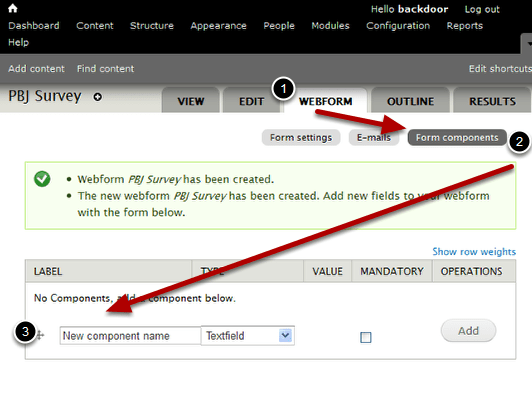 Hello backdoor Log out
Dashboard Content Structure Appearance People Modules Configuration Reports
Help
Add content Find content Edit shortcuts
PBJ Survey
1
VIEW EDIT WEBFORM OUTLINE RESULTS
Form settings E-mails Form components
2
Webform PBJ Survey has been created.
The new webform PBJ Survey has been created. Add new fields to your webform
with the form below.
Show row weights
LABEL TYPE VALUE MANDATORY OPERATIONS
No Components, add a component below.
3 New component name Textfield Add